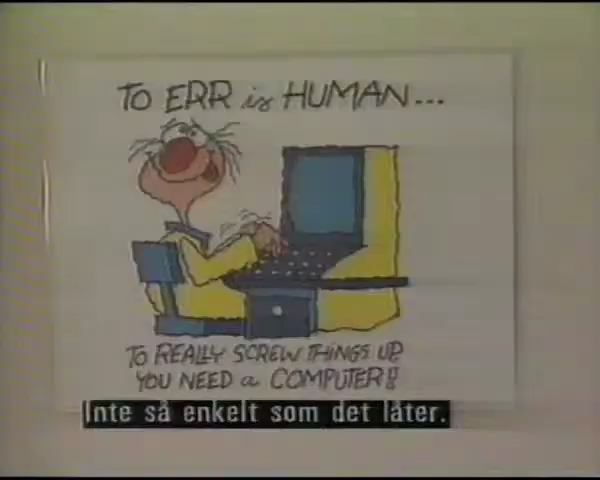 TO ERR is HUMAN...
TO REALLY SCREW THINGS UP
YOU NEED a COMPUTER!!
Inte så enkelt som det låter.